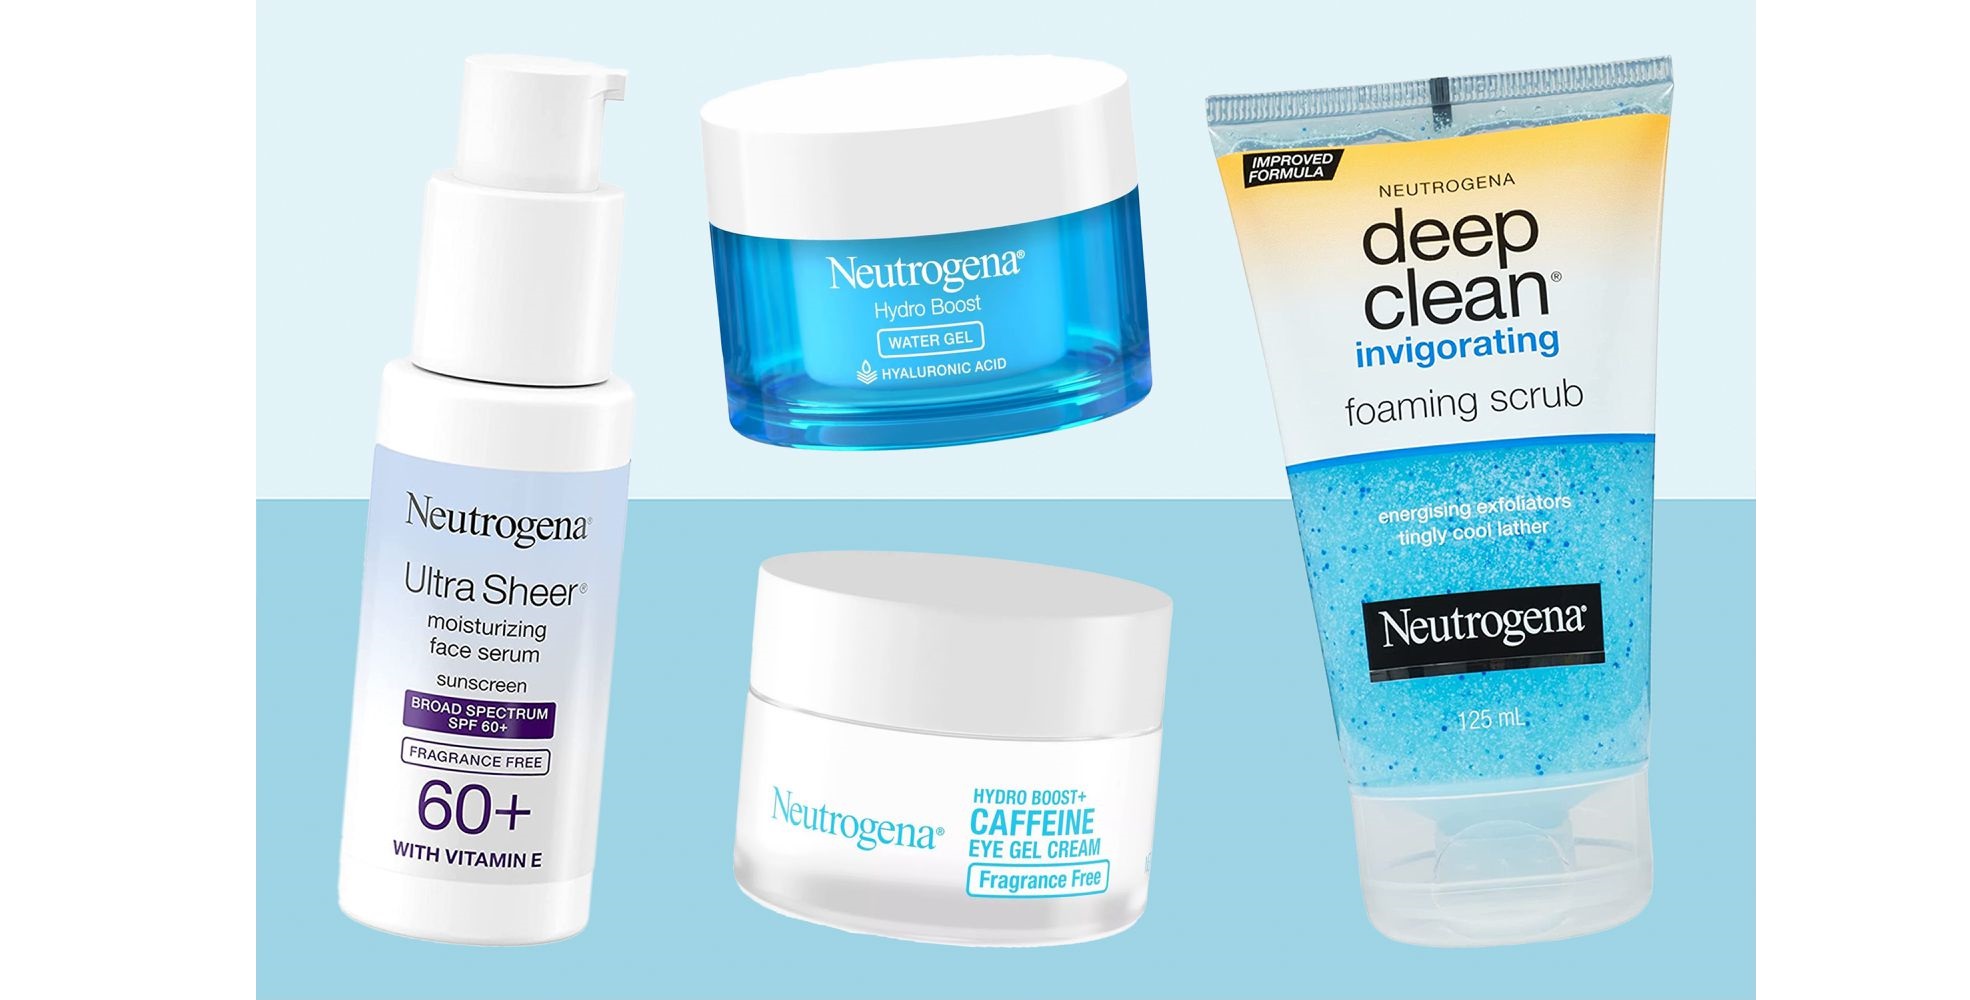 Neutrogena®
Ultra Sheer®
moisturizing
face serum
sunscreen
BROAD SPECTRUM
SPF 60+
FRAGRANCE FREE
60+
WITH VITAMIN E
Neutrogena®
Hydro Boost
WATER GEL
HYALURONIC ACID
Neutrogena®
HYDRO BOOST+
CAFFEINE
EYE GEL CREAM
Fragrance Free
IMPROVED
FORMULA
NEUTROGENA
deep
clean®
invigorating
foaming scrub
energising exfoliators
tingly cool lather
Neutrogena®
125 mL